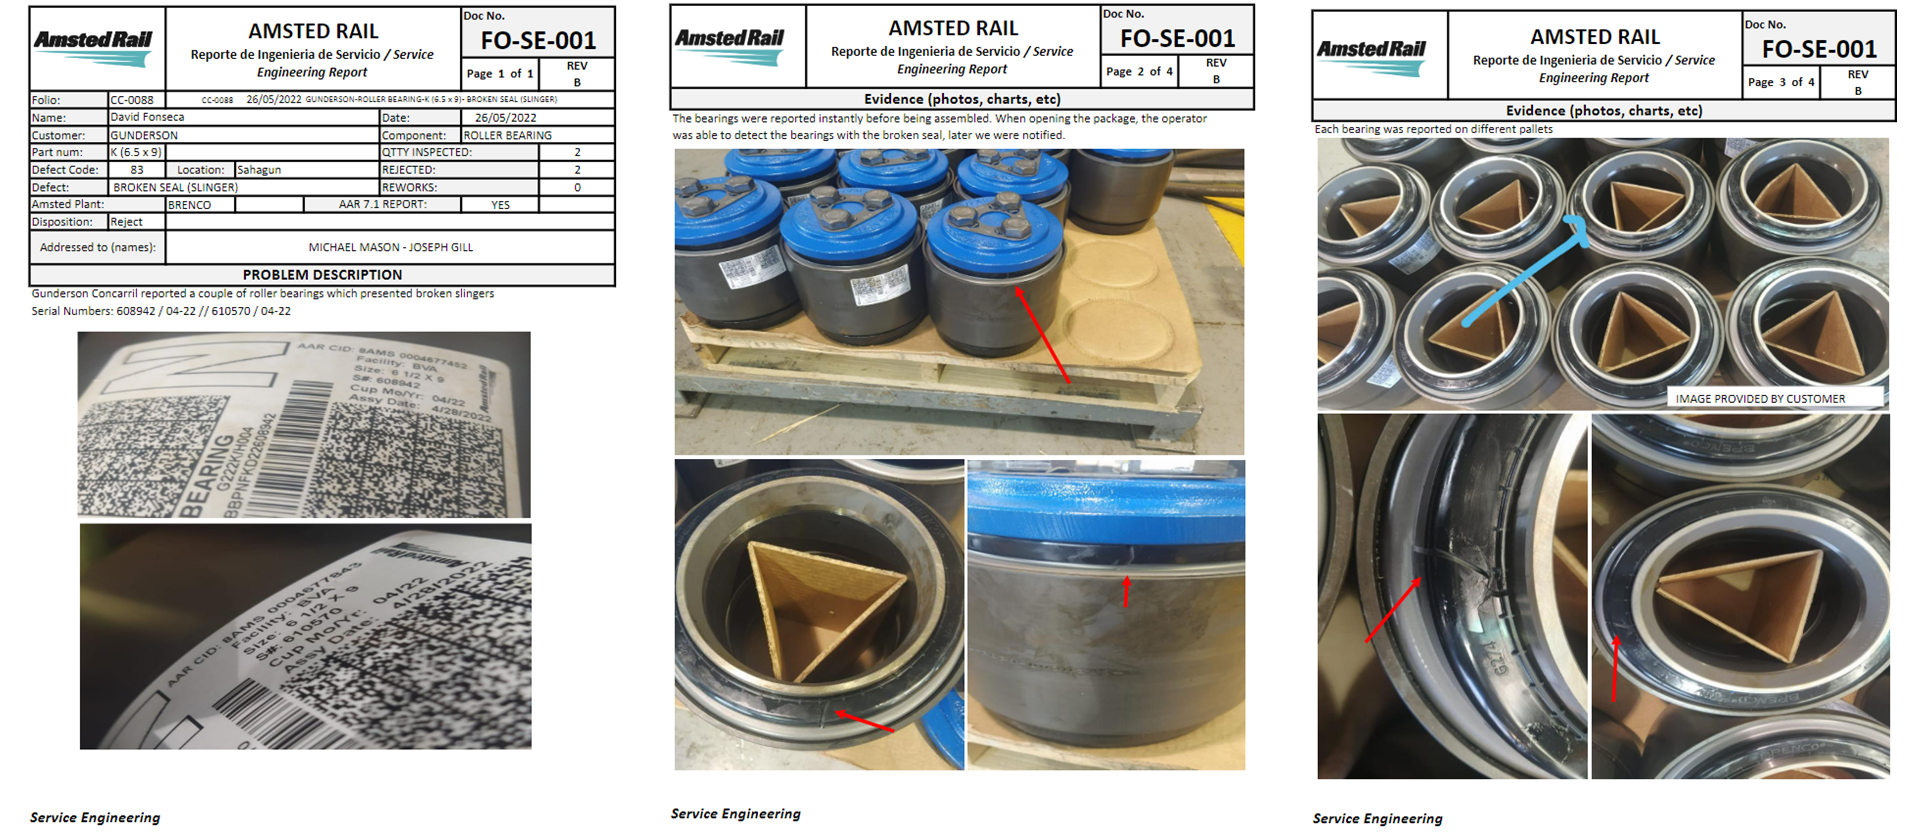 AmstedRail
AMSTED RAIL
Reporte de Ingenieria de Servicio / Service
Engineering Report
Doc No.
FO-SE-001
Page 1 of 1
REV
B
Folio: CC-0088 CC-0088 26/05/2022 GUNDERSON-ROLLER BEARING-K (6.5 x 9)- BROKEN SEAL (SLINGER)
Name: David Fonseca Date: 26/05/2022
Customer: GUNDERSON Component: ROLLER BEARING
Part num: K (6.5 x 9) QTTY INSPECTED: 2
Defect Code: 83 Location: Sahagun REJECTED: 2
Defect: BROKEN SEAL (SLINGER) REWORKS: 0
Amsted Plant: BRENCO AAR 7.1 REPORT: YES
Disposition: Reject
Addressed to (names): MICHAEL MASON - JOSEPH GILL
PROBLEM DESCRIPTION
Gunderson Concarril reported a couple of roller bearings which presented broken slingers
Serial Numbers: 608942 / 04-22 // 610570 / 04-22
AAR CID: 8AMS 0004677452
Facility: BVA
Size: 6 1/2 X 9
S#: 608942
Cup Mo/Yr: 04/22
Assy Date: 4/28/2022
AmstedRail
BEARING
AmstedRail
AAR CID: 8AMS 0004677843
Facility: BVA
Size: 6 1/2 X 9
S#: 610570
Cup Mo/Yr: 04/22
Assy Date: 4/28/2022
Service Engineering
AmstedRail
AMSTED RAIL
Reporte de Ingenieria de Servicio / Service
Engineering Report
Doc No.
FO-SE-001
Page 2 of 4
REV
B
Evidence (photos, charts, etc)
The bearings were reported instantly before being assembled. When opening the package, the operator
was able to detect the bearings with the broken seal, later we were notified.
Service Engineering
AmstedRail
AMSTED RAIL
Reporte de Ingenieria de Servicio / Service
Engineering Report
Doc No.
FO-SE-001
Page 3 of 4
REV
B
Evidence (photos, charts, etc)
Each bearing was reported on different pallets
IMAGE PROVIDED BY CUSTOMER
Service Engineering